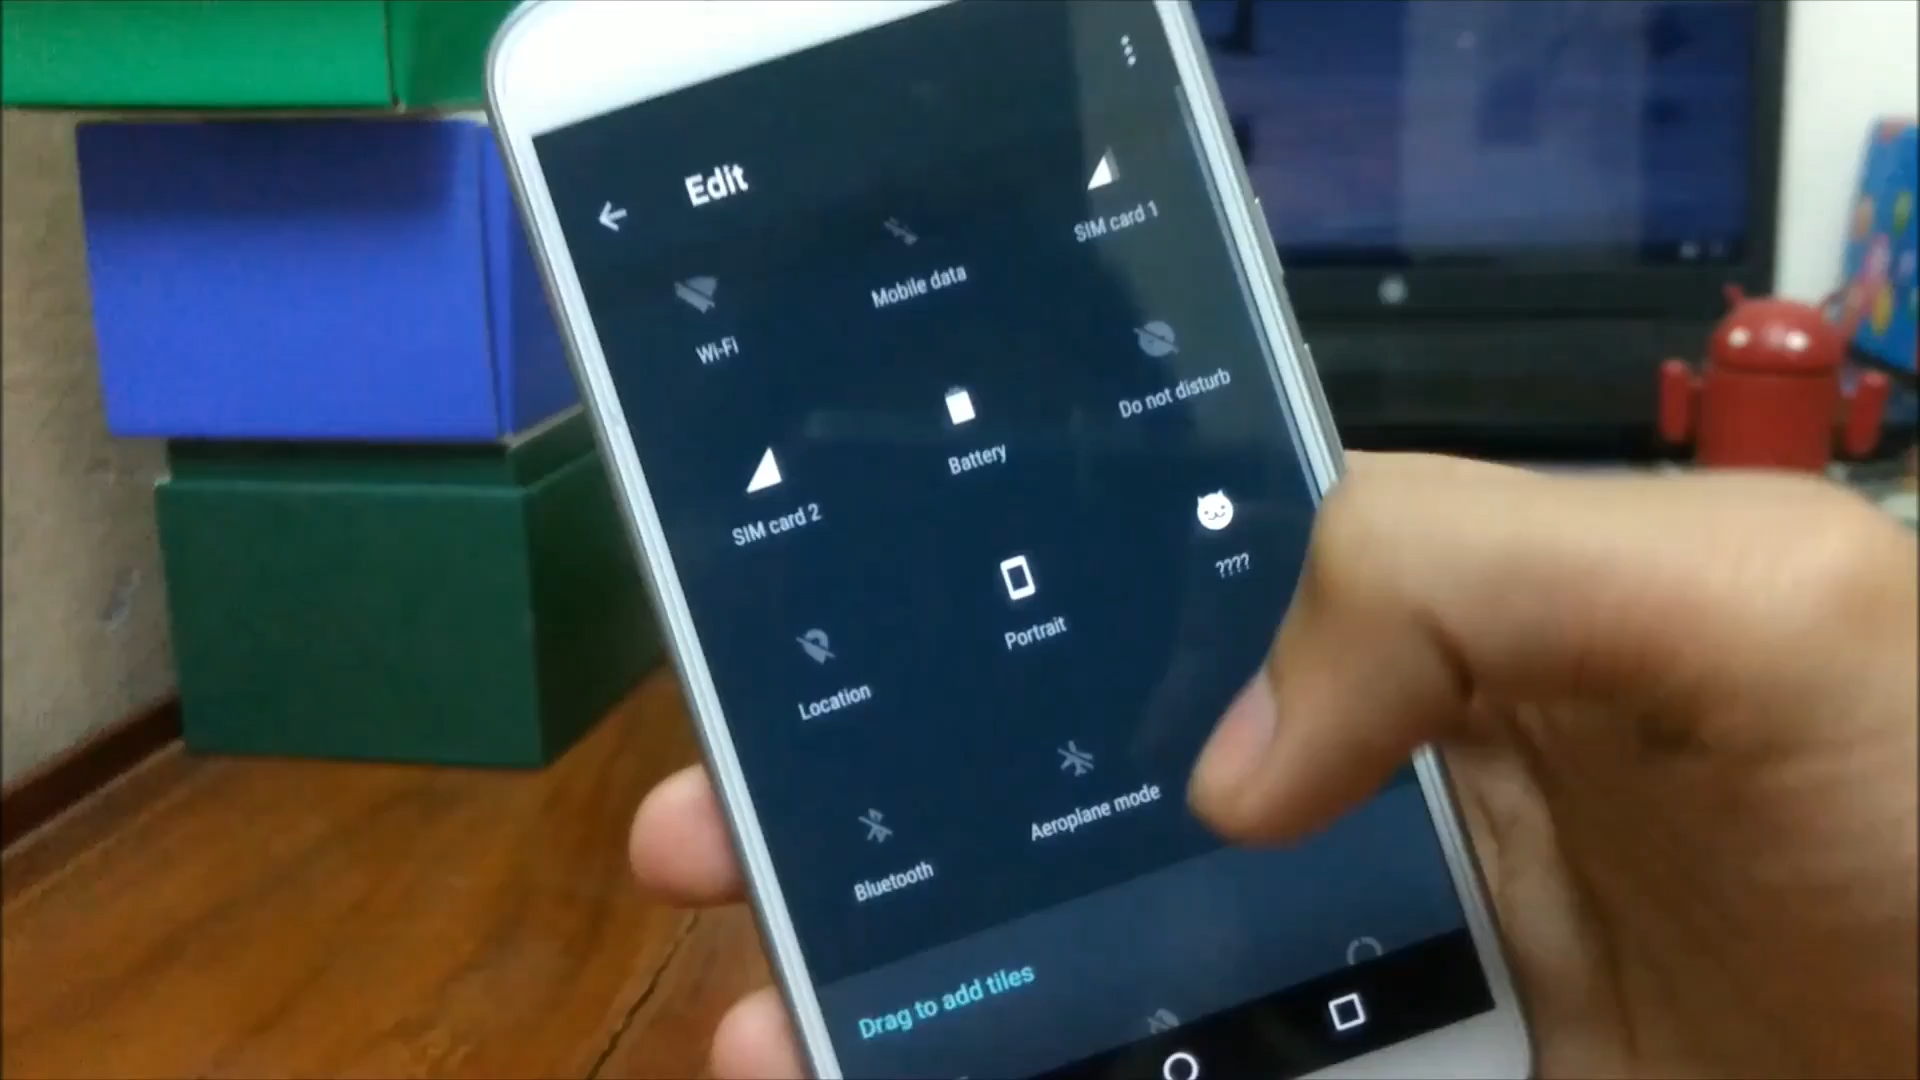 Edit
Wi-Fi
Mobile data
SIM card 1
SIM card 2
Battery
Do not disturb
Location
Portrait
????
Bluetooth
Aeroplane mode
Drag to add tiles